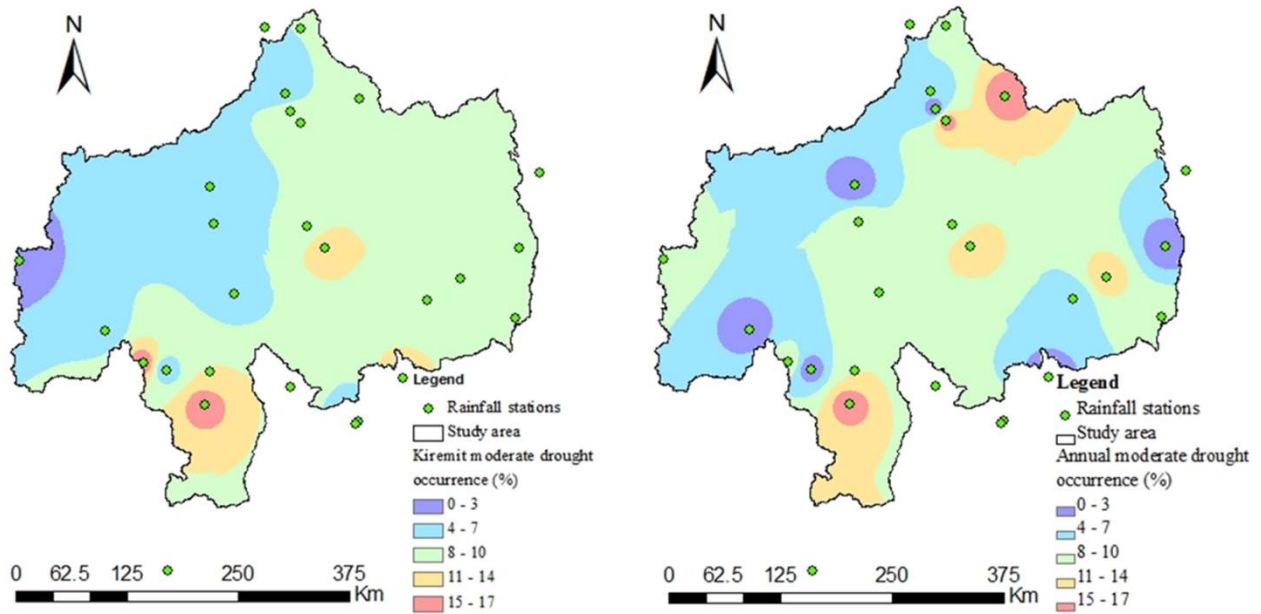 N
Legend
Rainfall stations
Study area
Kiremit moderate drought
occurrence (%)
0 - 3
4 - 7
8 - 10
11 - 14
15 - 17
0 62.5 125 250 375
Km
N
Legend
Rainfall stations
Study area
Annual moderate drought
occurrence (%)
0 - 3
4 - 7
8 - 10
11 - 14
15 - 17
0 62.5 125 250 375
Km